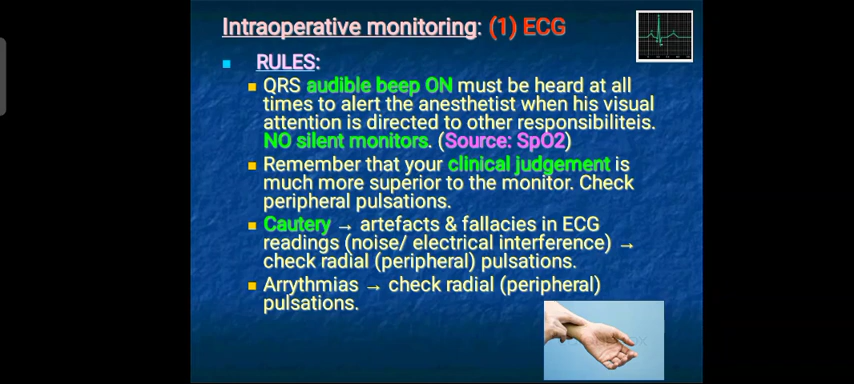 Intraoperative monitoring: (1) ECG
RULES:
QRS audible beep ON must be heard at all
times to alert the anesthetist when his visual
attention is directed to other responsibiliteis.
NO silent monitors. (Source: SpO2)
Remember that your clinical judgement is
much more superior to the monitor. Check
peripheral pulsations.
Cautery → artefacts & fallacies in ECG
readings (noise/ electrical interference) →
check radial (peripheral) pulsations.
Arrythmias → check radial (peripheral)
pulsations.